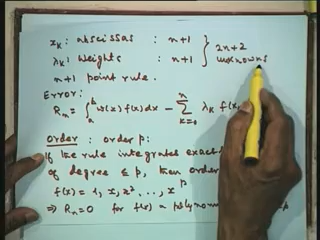 x_k : abscissas : n+1 } 2n+2
λ_k : Weights : n+1 unknowns
n+1 point rule.
Error:
R_n = ∫_a^b w(x) f(x) dx - Σ_{k=0}^n λ_k f(x
order : order p :
If the rule integrates exact
of degree ≤ p, then order
f(x) = 1, x, x², ..., x^p
⇒ R_n = 0 for f(x) = polynom